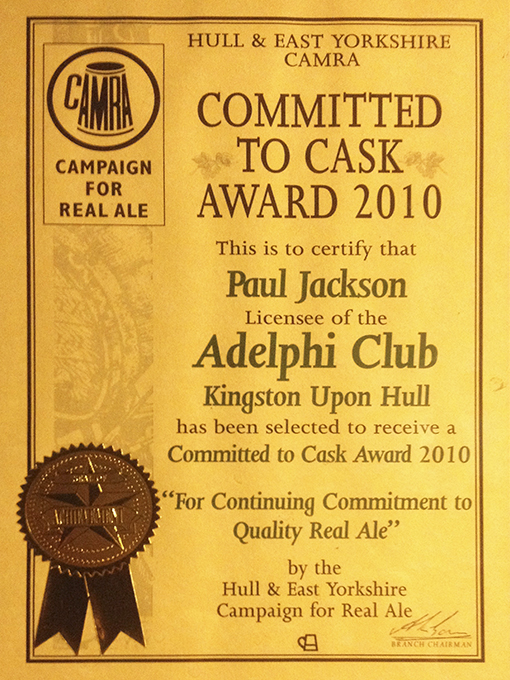 HULL & EAST YORKSHIRE
CAMRA
CAMRA
CAMPAIGN
FOR
REAL ALE
COMMITTED
TO CASK
AWARD 2010
This is to certify that
Paul Jackson
Licensee of the
Adelphi Club
Kingston Upon Hull
has been selected to receive a
Committed to Cask Award 2010
“For Continuing Commitment to
Quality Real Ale”
by the
Hull & East Yorkshire
Campaign for Real Ale
BRANCH CHAIRMAN